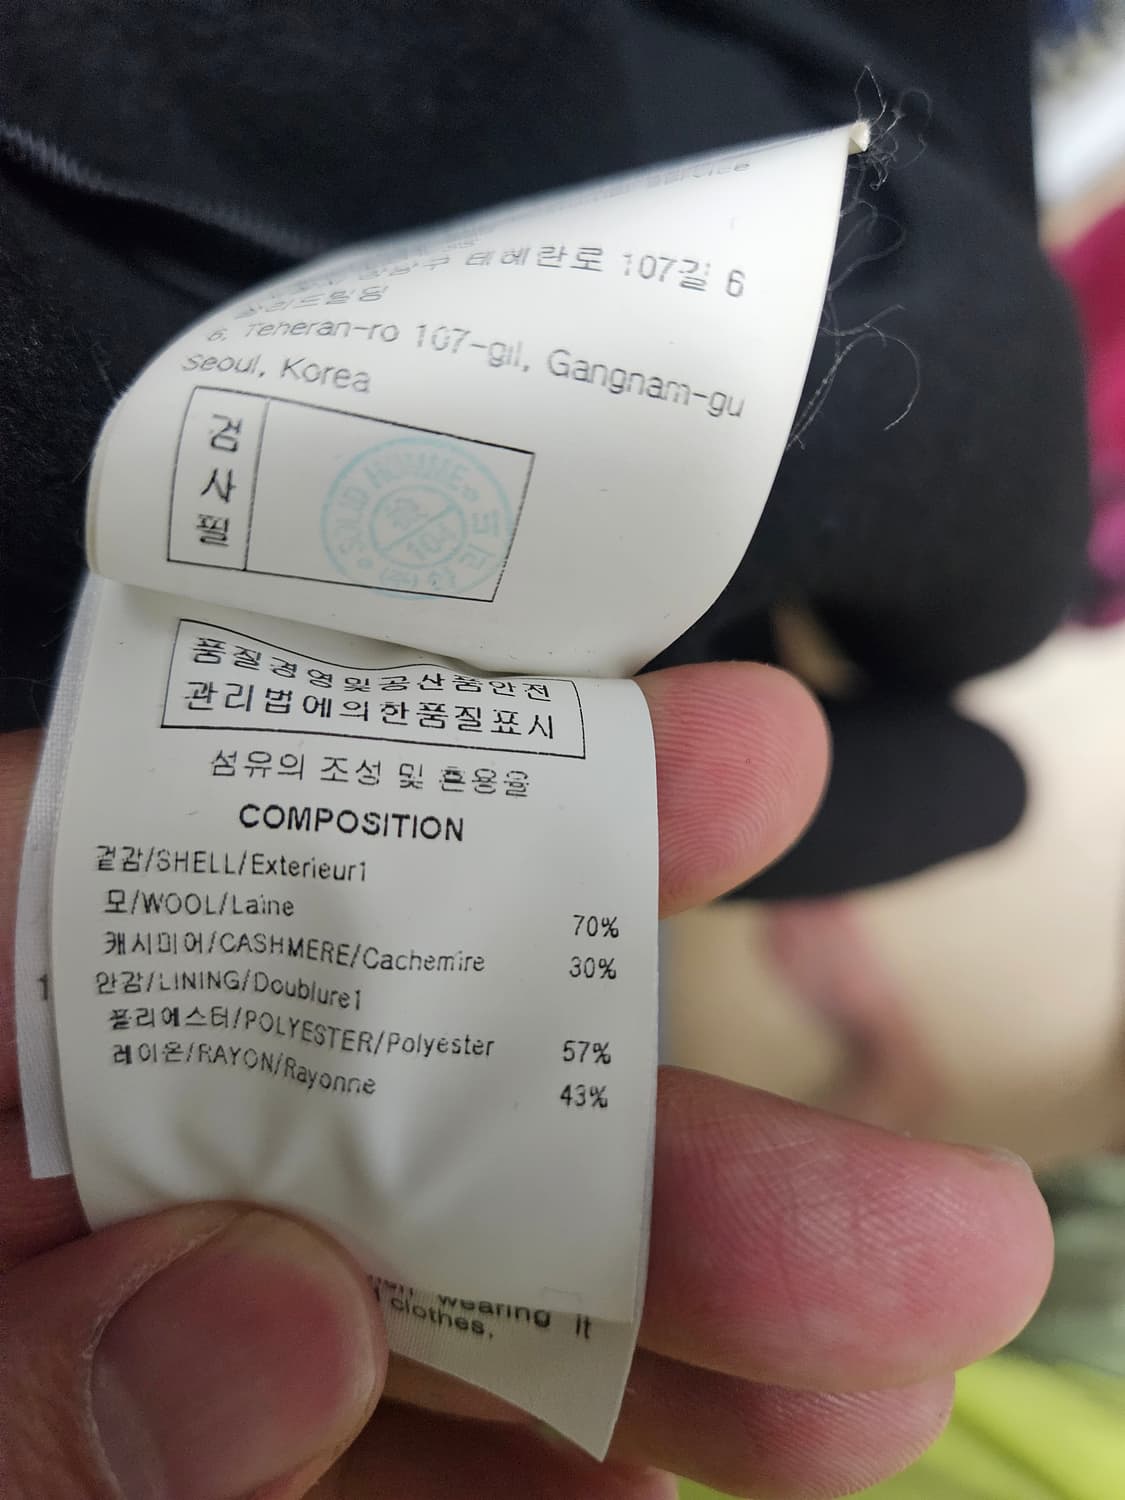 테헤란로 107길 6
6, Teheran-ro 107-gil, Gangnam-gu
Seoul, Korea
검
사
필
SOLID HOMME
104
품질경영및공산품안전
관리법에의한품질표시
섬유의 조성 및 혼용율
COMPOSITION
겉감/SHELL/Exterieur1
모/WOOL/Laine 70%
캐시미어/CASHMERE/Cachemire 30%
안감/LINING/Doublure1
폴리에스터/POLYESTER/Polyester 57%
레이온/RAYON/Rayonne 43%
1
wearing it
clothes.